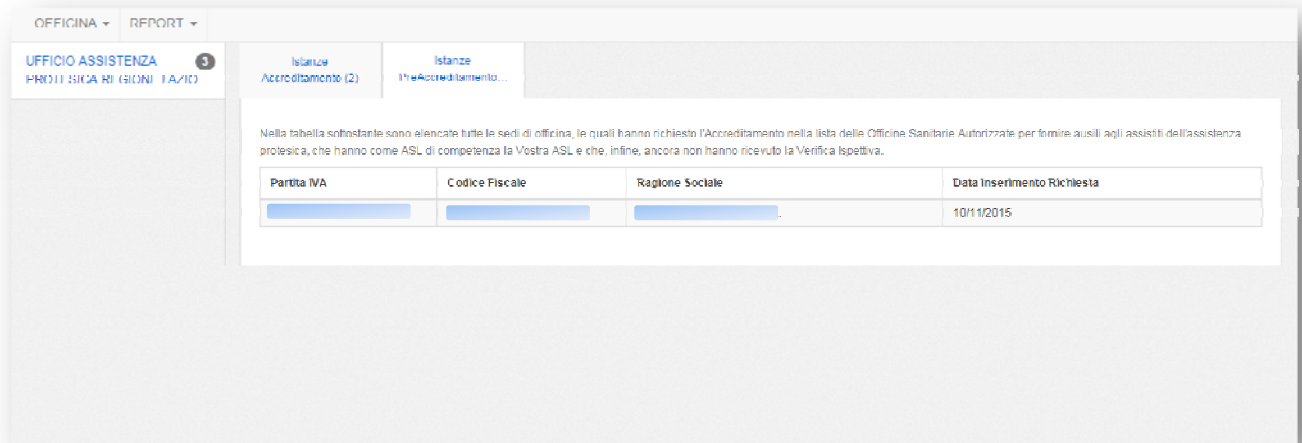 OFFICINA REPORT
UFFICIO ASSISTENZA 3
PROTESICA REGIONE LAZIO
Istanze
Accreditamento (2)
Istanze
PreAccreditamento...
Nella tabella sottostante sono elencate tutte le sedi di officina, le quali hanno richiesto l'Accreditamento nella lista delle Officine Sanitarie Autorizzate per fornire ausili agli assistiti dell'assistenza
protesica, che hanno come ASL di competenza la Vostra ASL e che, infine, ancora non hanno ricevuto la Verifica Ispettiva.
Partita IVA Codice Fiscale Ragione Sociale Data Inserimento Richiesta
. 10/11/2015